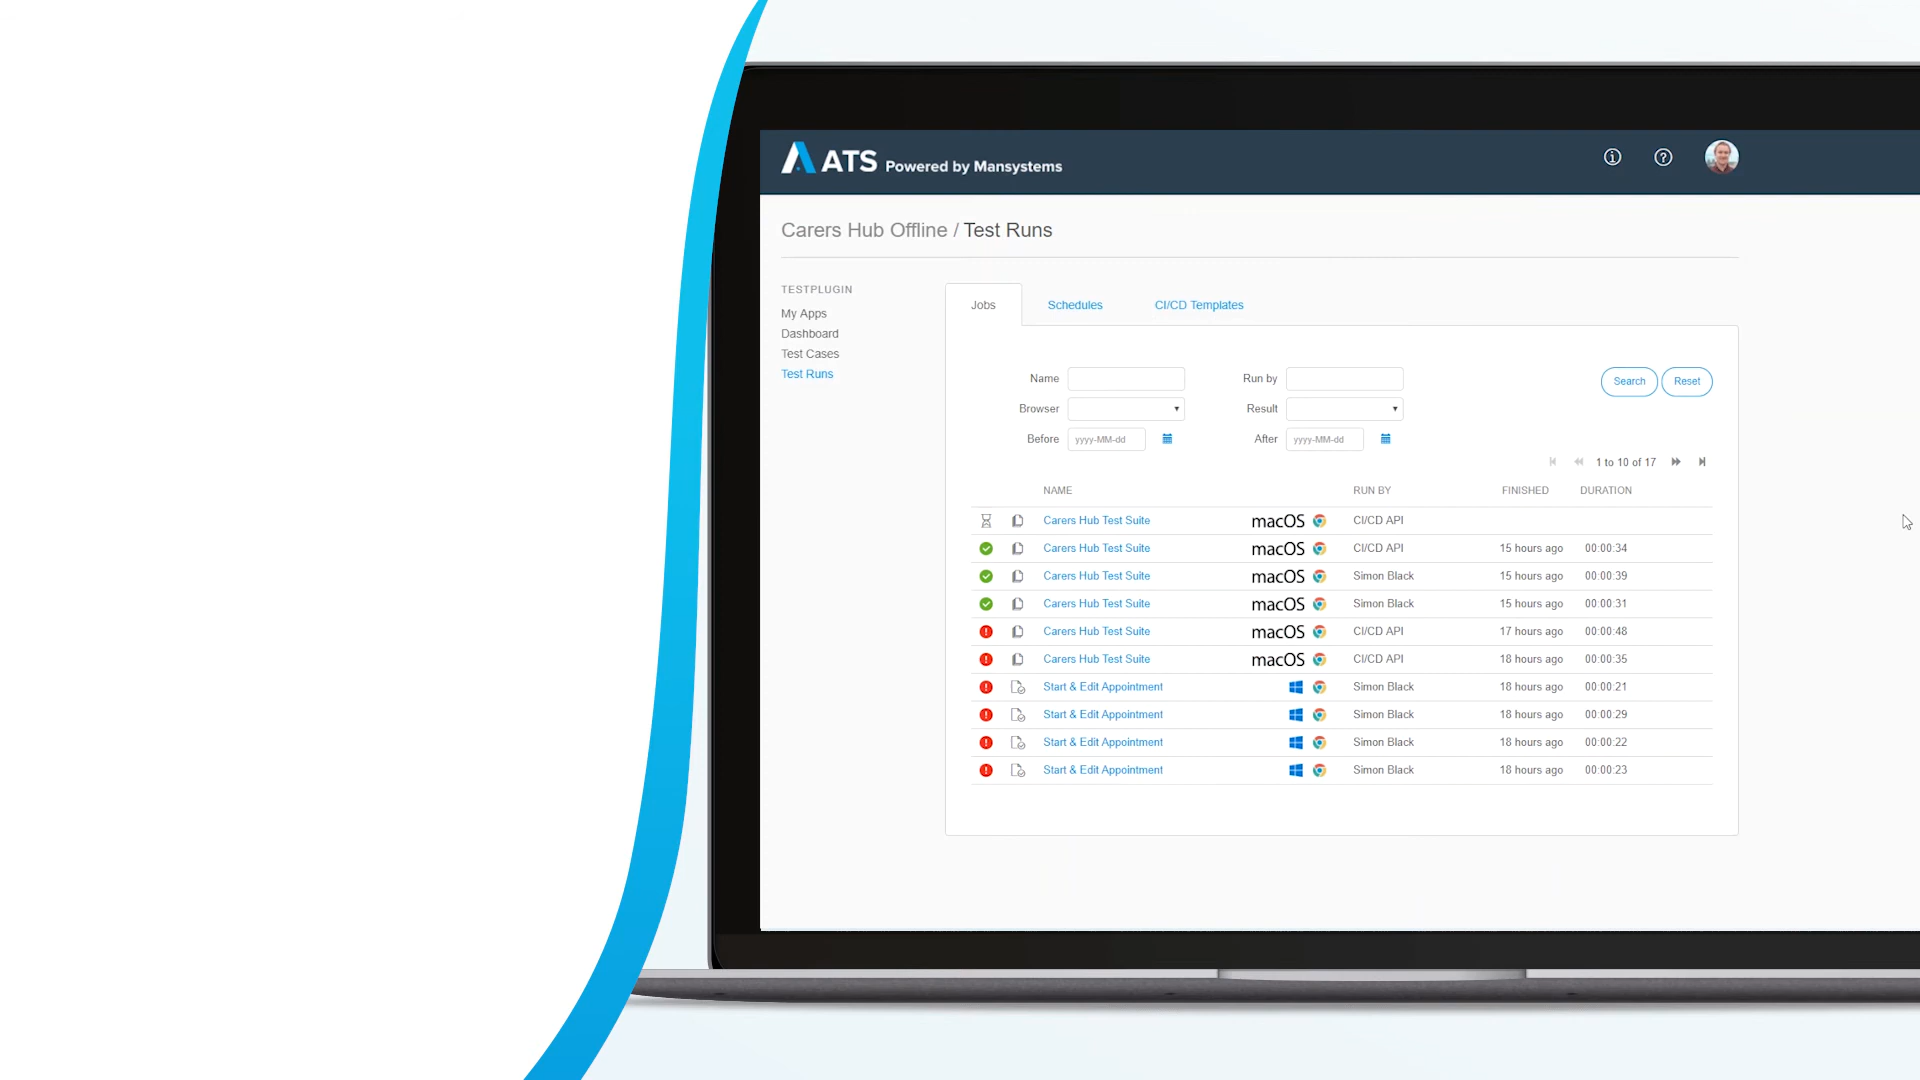 ATS Powered by Mansystems
Carers Hub Offline / Test Runs
TESTPLUGIN
My Apps
Dashboard
Test Cases
Test Runs
Jobs
Schedules
CI/CD Templates
Name
Run by
Search
Reset
Browser
Result
Before yyyy-MM-dd
After yyyy-MM-dd
1 to 10 of 17
NAME RUN BY FINISHED DURATION
Carers Hub Test Suite macOS CI/CD API
Carers Hub Test Suite macOS CI/CD API 15 hours ago 00:00:34
Carers Hub Test Suite macOS Simon Black 15 hours ago 00:00:39
Carers Hub Test Suite macOS Simon Black 15 hours ago 00:00:31
Carers Hub Test Suite macOS CI/CD API 17 hours ago 00:00:48
Carers Hub Test Suite macOS CI/CD API 18 hours ago 00:00:35
Start & Edit Appointment Simon Black 18 hours ago 00:00:21
Start & Edit Appointment Simon Black 18 hours ago 00:00:29
Start & Edit Appointment Simon Black 18 hours ago 00:00:22
Start & Edit Appointment Simon Black 18 hours ago 00:00:23